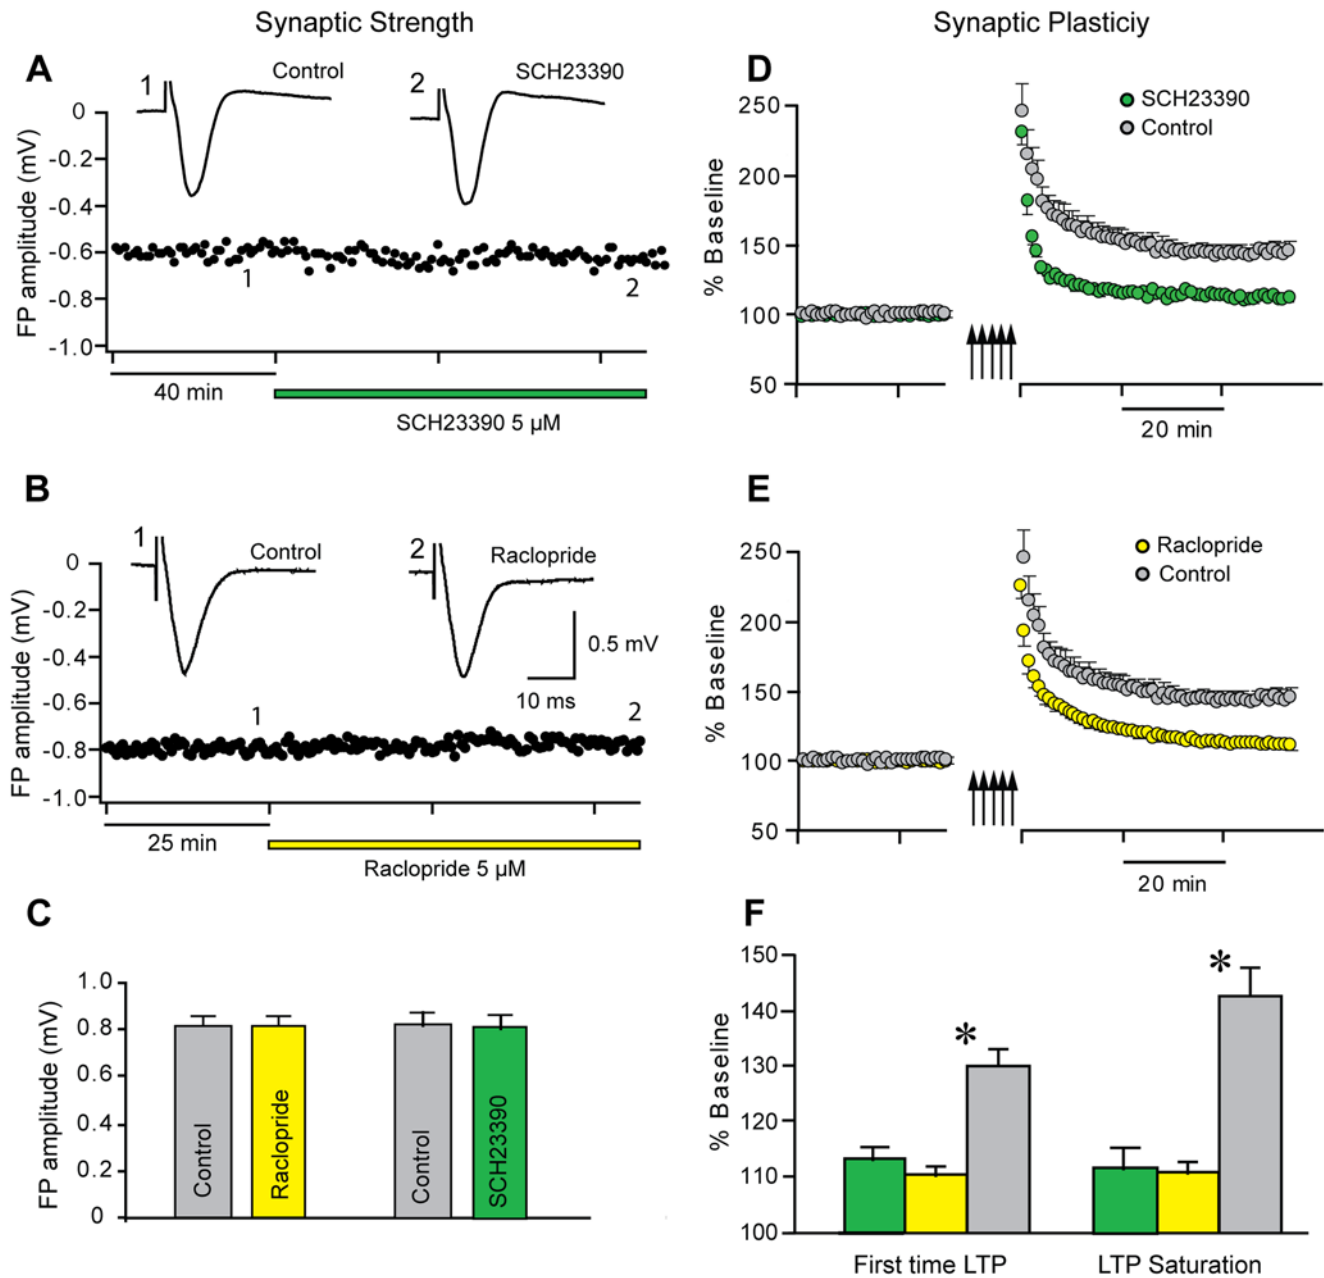 Synaptic Strength
Synaptic Plasticiy
A
1
Control
2
SCH23390
0
-0.2
-0.4
-0.6
-0.8
-1.0
FP amplitude (mV)
1
2
40 min
SCH23390 5 µM
D
250
200
150
100
50
% Baseline
SCH23390
Control
20 min
B
1
Control
2
Raclopride
0
-0.2
-0.4
-0.6
-0.8
-1.0
FP amplitude (mV)
0.5 mV
10 ms
1
2
25 min
Raclopride 5 µM
E
250
200
150
100
50
% Baseline
Raclopride
Control
20 min
C
1.0
0.8
0.6
0.4
0.2
0
FP amplitude (mV)
Control
Raclopride
Control
SCH23390
F
150
140
130
120
110
100
% Baseline
*
*
First time LTP
LTP Saturation